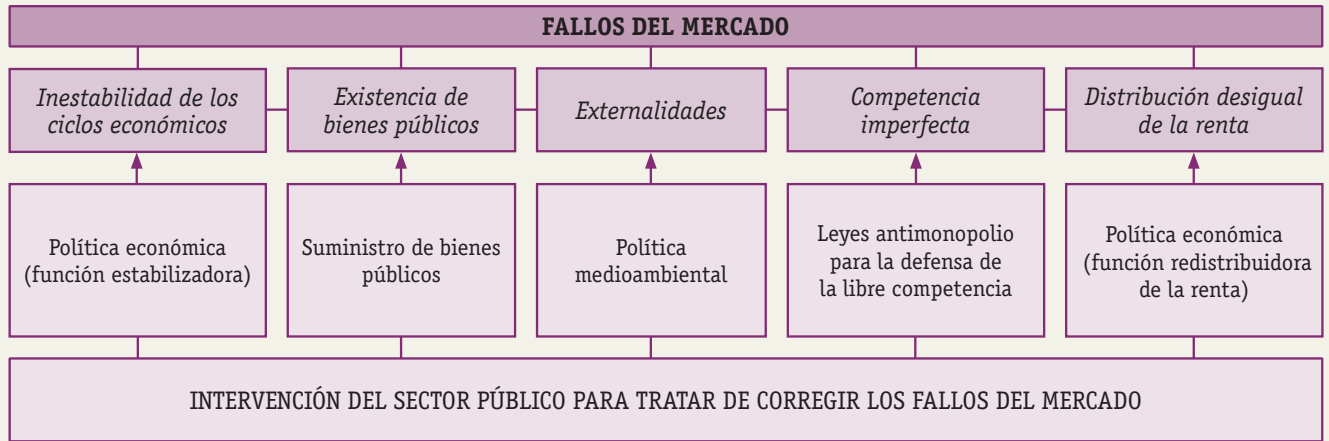 FALLOS DEL MERCADO
Inestabilidad de los
ciclos económicos
Existencia de
bienes públicos
Externalidades
Competencia
imperfecta
Distribución desigual
de la renta
Política económica
(función estabilizadora)
Suministro de bienes
públicos
Política
medioambiental
Leyes antimonopolio
para la defensa de
la libre competencia
Política económica
(función redistribuidora
de la renta)
INTERVENCIÓN DEL SECTOR PÚBLICO PARA TRATAR DE CORREGIR LOS FALLOS DEL MERCADO